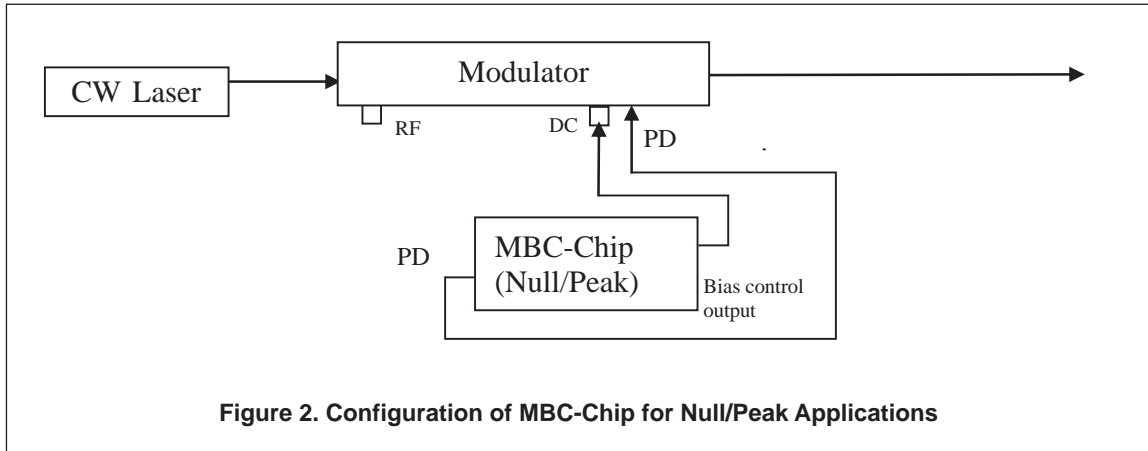 Modulator
CW Laser
RF
DC
PD
MBC-Chip
(Null/Peak)
PD
Bias control
output
Figure 2. Configuration of MBC-Chip for Null/Peak Applications